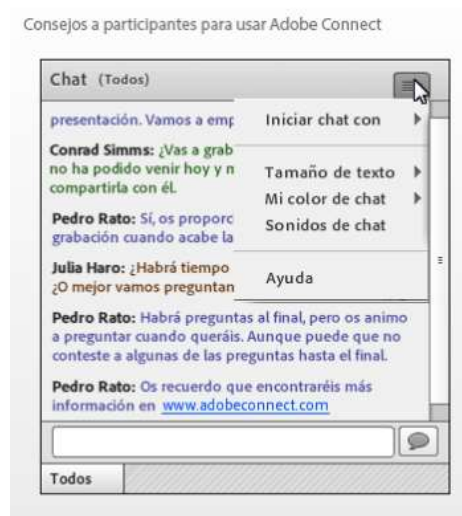 Consejos a participantes para usar Adobe Connect
Chat (Todos)
presentación. Vamos a emp
Iniciar chat con
Conrad Simms: ¿Vas a grab
no ha podido venir hoy y n
compartirla con él.
Tamaño de texto
Mi color de chat
Sonidos de chat
Pedro Rato: Sí, os proporc
grabación cuando acabe la
Julia Haro: ¿Habrá tiempo
¿O mejor vamos preguntan
Ayuda
Pedro Rato: Habrá preguntas al final, pero os animo
a preguntar cuando queráis. Aunque puede que no
conteste a algunas de las preguntas hasta el final.
Pedro Rato: Os recuerdo que encontraréis más
información en www.adobeconnect.com
Todos